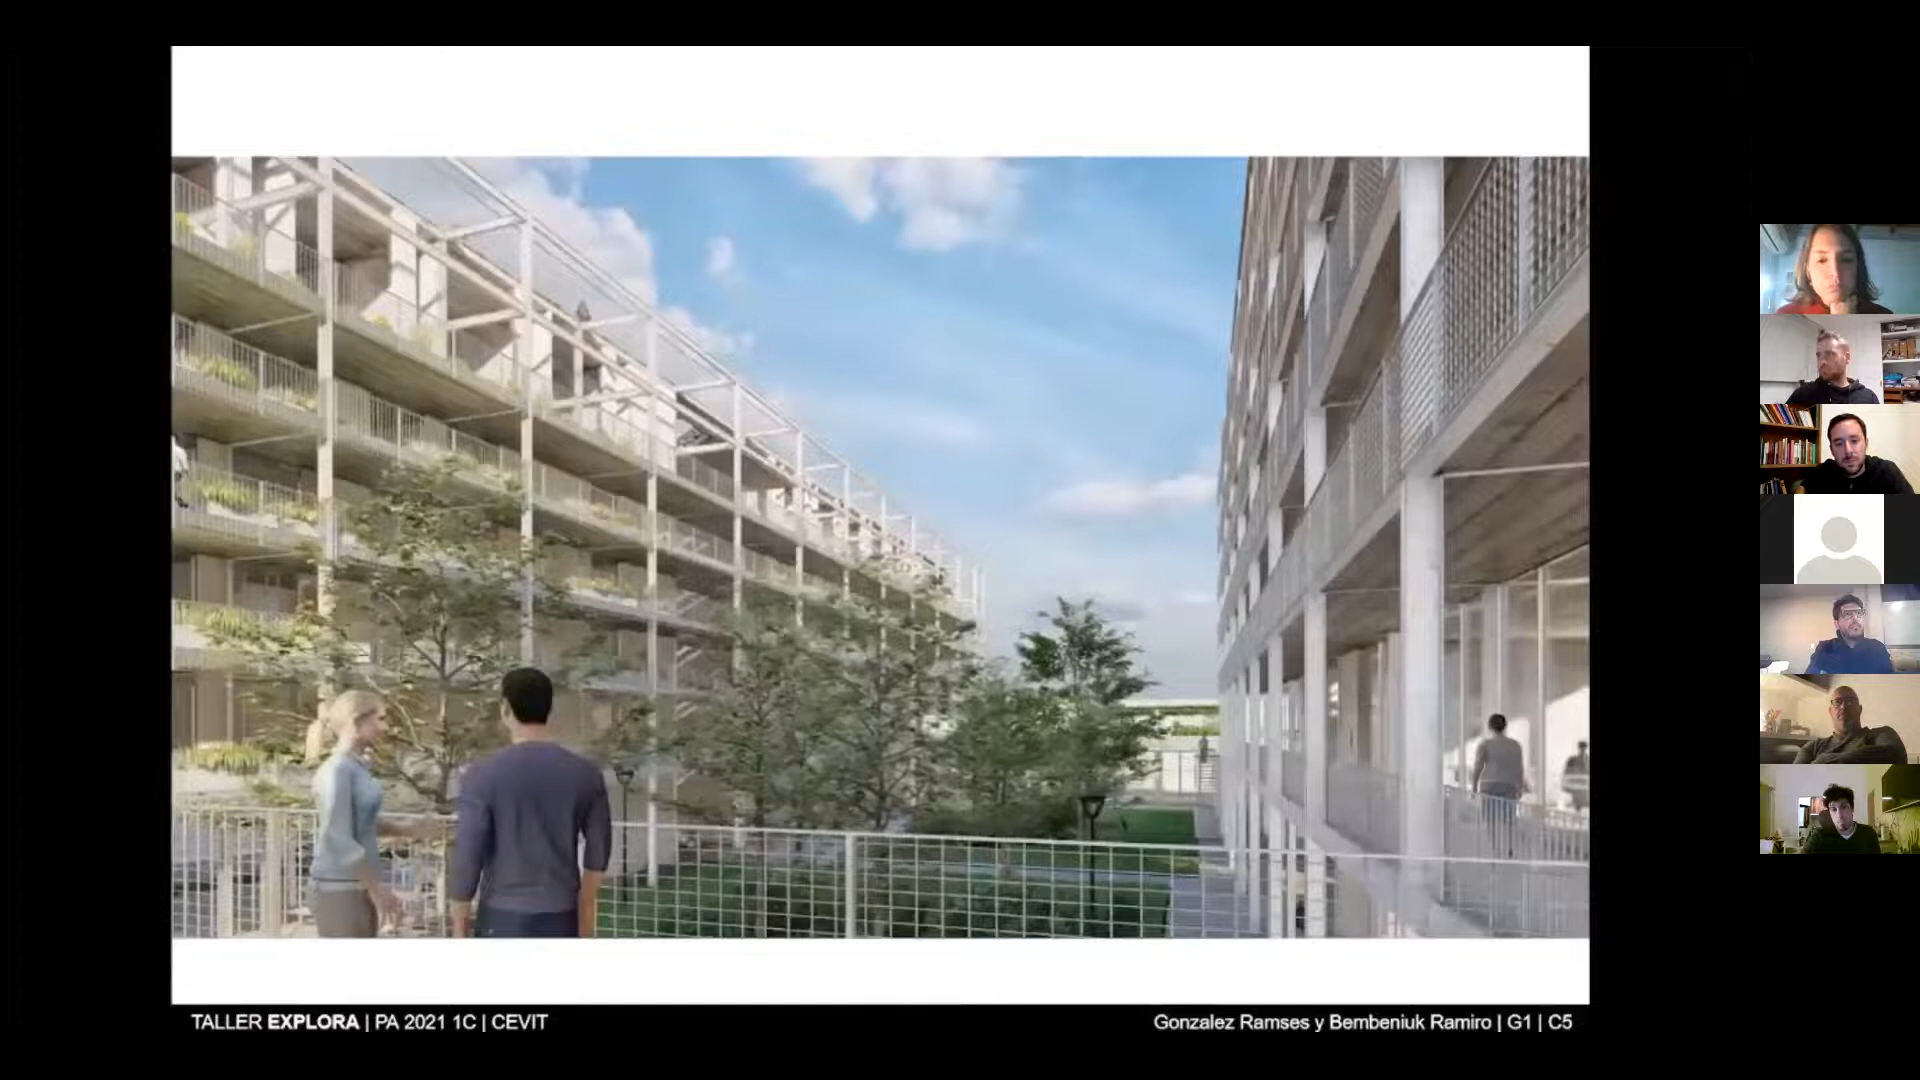 TALLER EXPLORA | PA 2021 1C | CEVIT
Gonzalez Ramses y Bembeniuk Ramiro | G1 | C5